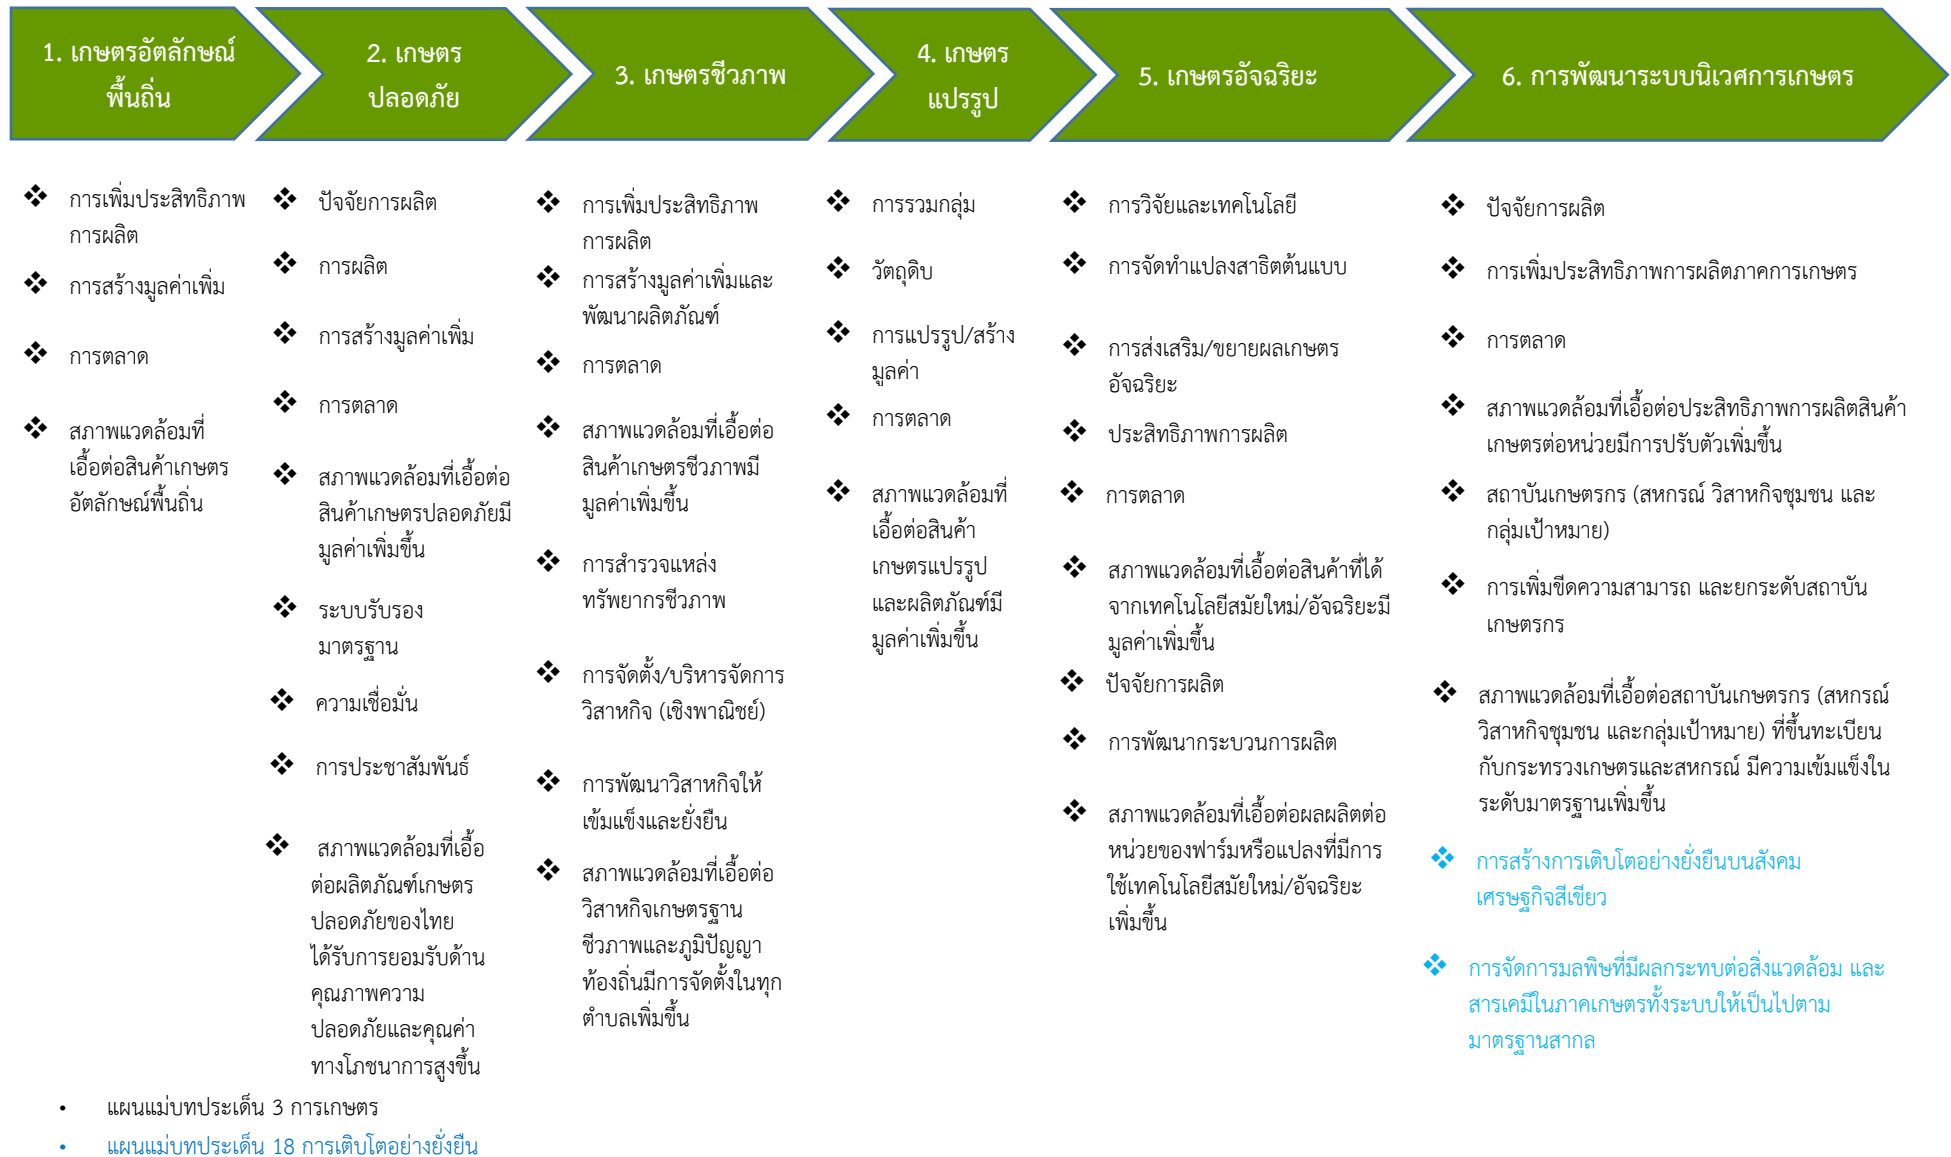 1. เกษตรอัตลักษณ์
พื้นถิ่น
2. เกษตร
ปลอดภัย
3. เกษตรชีวภาพ
4. เกษตร
แปรรูป
5. เกษตรอัจฉริยะ
6. การพัฒนาระบบนิเวศการเกษตร
❖ การเพิ่มประสิทธิภาพ
การผลิต
❖ การสร้างมูลค่าเพิ่ม
❖ การตลาด
❖ สภาพแวดล้อมที่
เอื้อต่อสินค้าเกษตร
อัตลักษณ์พื้นถิ่น
❖ ปัจจัยการผลิต
❖ การผลิต
❖ การสร้างมูลค่าเพิ่ม
❖ การตลาด
❖ สภาพแวดล้อมที่เอื้อต่อ
สินค้าเกษตรปลอดภัยมี
มูลค่าเพิ่มขึ้น
❖ ระบบรับรอง
มาตรฐาน
❖ ความเชื่อมั่น
❖ การประชาสัมพันธ์
❖ สภาพแวดล้อมที่เอื้อ
ต่อผลิตภัณฑ์เกษตร
ปลอดภัยของไทย
ได้รับการยอมรับด้าน
คุณภาพความ
ปลอดภัยและคุณค่า
ทางโภชนาการสูงขึ้น
❖ การเพิ่มประสิทธิภาพ
การผลิต
❖ การสร้างมูลค่าเพิ่มและ
พัฒนาผลิตภัณฑ์
❖ การตลาด
❖ สภาพแวดล้อมที่เอื้อต่อ
สินค้าเกษตรชีวภาพมี
มูลค่าเพิ่มขึ้น
❖ การสำรวจแหล่ง
ทรัพยากรชีวภาพ
❖ การจัดตั้ง/บริหารจัดการ
วิสาหกิจ (เชิงพาณิชย์)
❖ การพัฒนาวิสาหกิจให้
เข้มแข็งและยั่งยืน
❖ สภาพแวดล้อมที่เอื้อต่อ
วิสาหกิจเกษตรฐาน
ชีวภาพและภูมิปัญญา
ท้องถิ่นมีการจัดตั้งในทุก
ตำบลเพิ่มขึ้น
❖ การรวมกลุ่ม
❖ วัตถุดิบ
❖ การแปรรูป/สร้าง
มูลค่า
❖ การตลาด
❖ สภาพแวดล้อมที่
เอื้อต่อสินค้า
เกษตรแปรรูป
และผลิตภัณฑ์มี
มูลค่าเพิ่มขึ้น
❖ การวิจัยและเทคโนโลยี
❖ การจัดทำแปลงสาธิตต้นแบบ
❖ การส่งเสริม/ขยายผลเกษตร
อัจฉริยะ
❖ ประสิทธิภาพการผลิต
❖ การตลาด
❖ สภาพแวดล้อมที่เอื้อต่อสินค้าที่ได้
จากเทคโนโลยีสมัยใหม่/อัจฉริยะมี
มูลค่าเพิ่มขึ้น
❖ ปัจจัยการผลิต
❖ การพัฒนากระบวนการผลิต
❖ สภาพแวดล้อมที่เอื้อต่อผลผลิตต่อ
หน่วยของฟาร์มหรือแปลงที่มีการ
ใช้เทคโนโลยีสมัยใหม่/อัจฉริยะ
เพิ่มขึ้น
❖ ปัจจัยการผลิต
❖ การเพิ่มประสิทธิภาพการผลิตภาคการเกษตร
❖ การตลาด
❖ สภาพแวดล้อมที่เอื้อต่อประสิทธิภาพการผลิตสินค้า
เกษตรต่อหน่วยมีการปรับตัวเพิ่มขึ้น
❖ สถาบันเกษตรกร (สหกรณ์ วิสาหกิจชุมชน และ
กลุ่มเป้าหมาย)
❖ การเพิ่มขีดความสามารถ และยกระดับสถาบัน
เกษตรกร
❖ สภาพแวดล้อมที่เอื้อต่อสถาบันเกษตรกร (สหกรณ์
วิสาหกิจชุมชน และกลุ่มเป้าหมาย) ที่ขึ้นทะเบียน
กับกระทรวงเกษตรและสหกรณ์ มีความเข้มแข็งใน
ระดับมาตรฐานเพิ่มขึ้น
❖ การสร้างการเติบโตอย่างยั่งยืนบนสังคม
เศรษฐกิจสีเขียว
❖ การจัดการมลพิษที่มีผลกระทบต่อสิ่งแวดล้อม และ
สารเคมีในภาคเกษตรทั้งระบบให้เป็นไปตาม
มาตรฐานสากล
• แผนแม่บทประเด็น 3 การเกษตร
• แผนแม่บทประเด็น 18 การเติบโตอย่างยั่งยืน